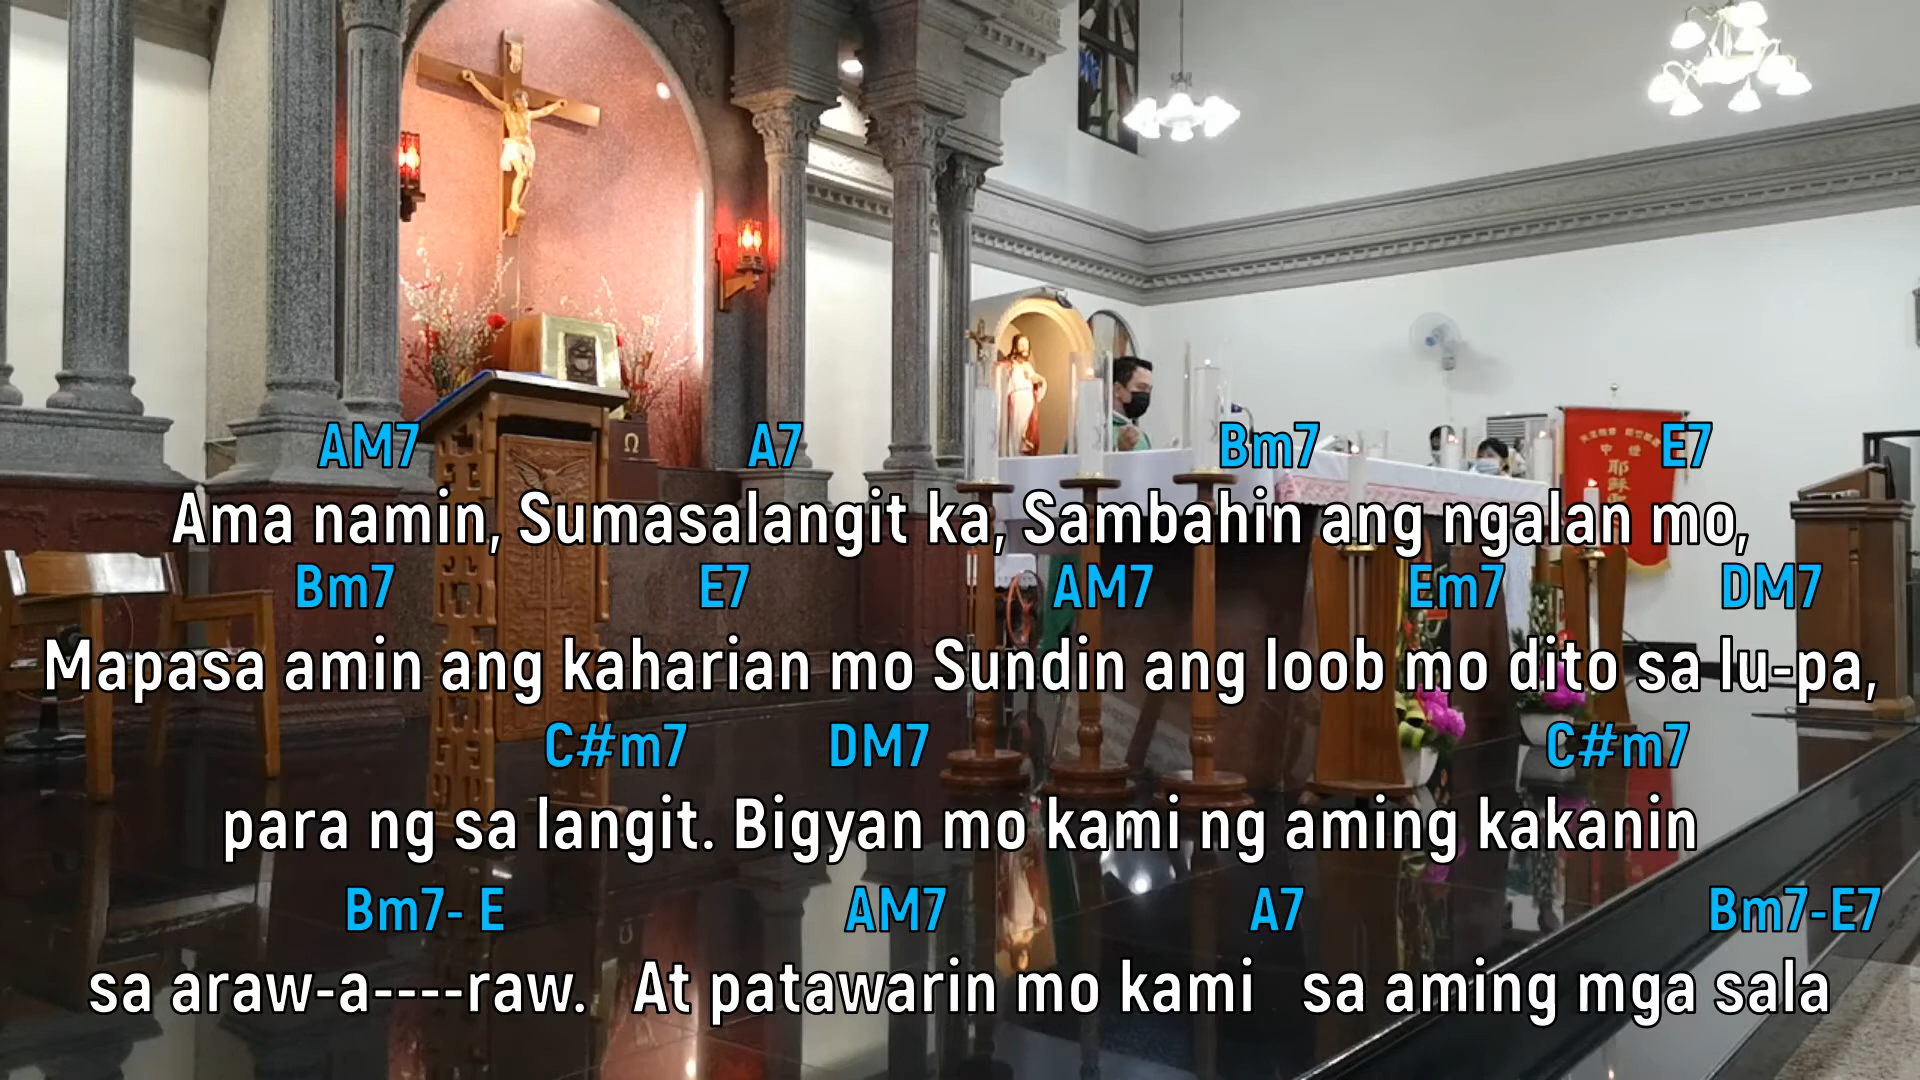 AM7 A7 Bm7 E7
Ama namin, Sumasalangit ka, Sambahin ang ngalan mo,
Bm7 E7 AM7 Em7 DM7
Mapasa amin ang kaharian mo Sundin ang loob mo dito sa lu-pa,
C#m7 DM7 C#m7
para ng sa langit. Bigyan mo kami ng aming kakanin
Bm7- E AM7 A7 Bm7-E7
sa araw-a----raw. At patawarin mo kami sa aming mga sala
Ω
耶穌